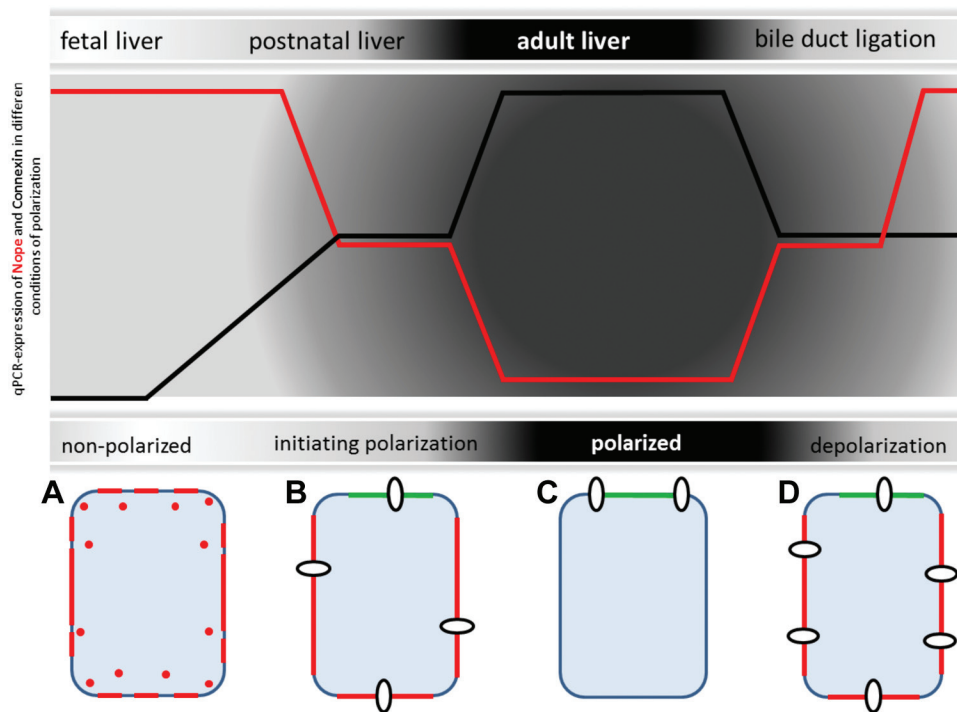 fetal liver postnatal liver adult liver bile duct ligation
qPCR-expression of Nope and Connexin in differen
conditions of polarization
non-polarized initiating polarization polarized depolarization
A B C D